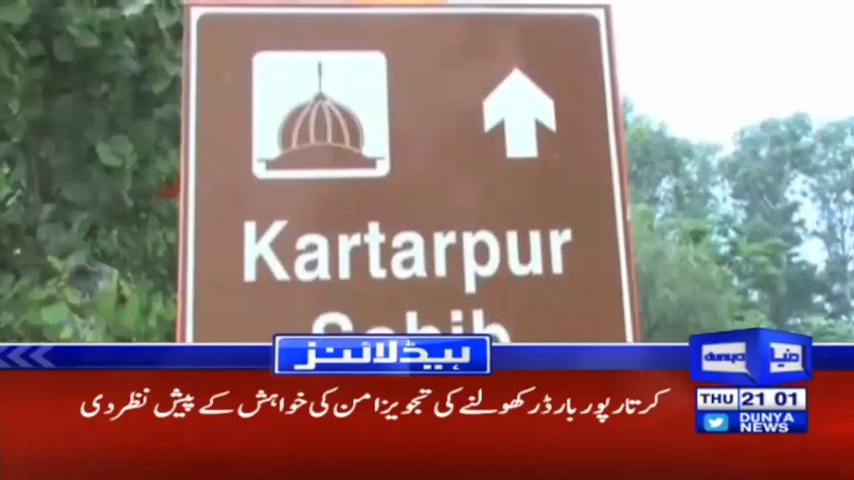 Kartarpur
Sahib
ہیڈلائنز
کرتارپور بارڈر کھولنے کی تجویز امن کی خواہش کے پیش نظر دی
dunya دنیا
THU 21 01
DUNYA
NEWS